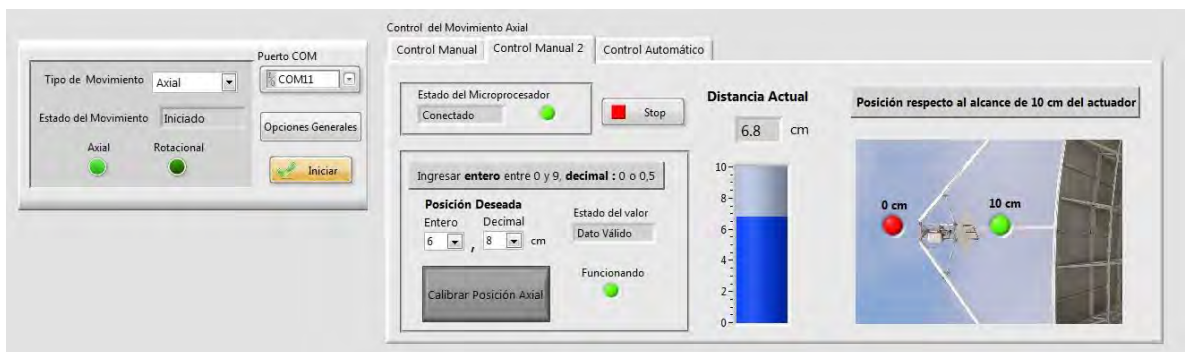 Tipo de Movimiento
Axial
Estado del Movimiento
Iniciado
Axial
Rotacional
Puerto COM
COM11
Opciones Generales
Iniciar
Control del Movimiento Axial
Control Manual
Control Manual 2
Control Automático
Estado del Microprocesador
Conectado
Stop
Ingresar entero entre 0 y 9, decimal : 0 o 0,5
Posición Deseada
Entero
Decimal
6
,
8
cm
Estado del valor
Dato Válido
Calibrar Posición Axial
Funcionando
Distancia Actual
6.8 cm
10
8
6
4
2
0
Posición respecto al alcance de 10 cm del actuador
0 cm
10 cm